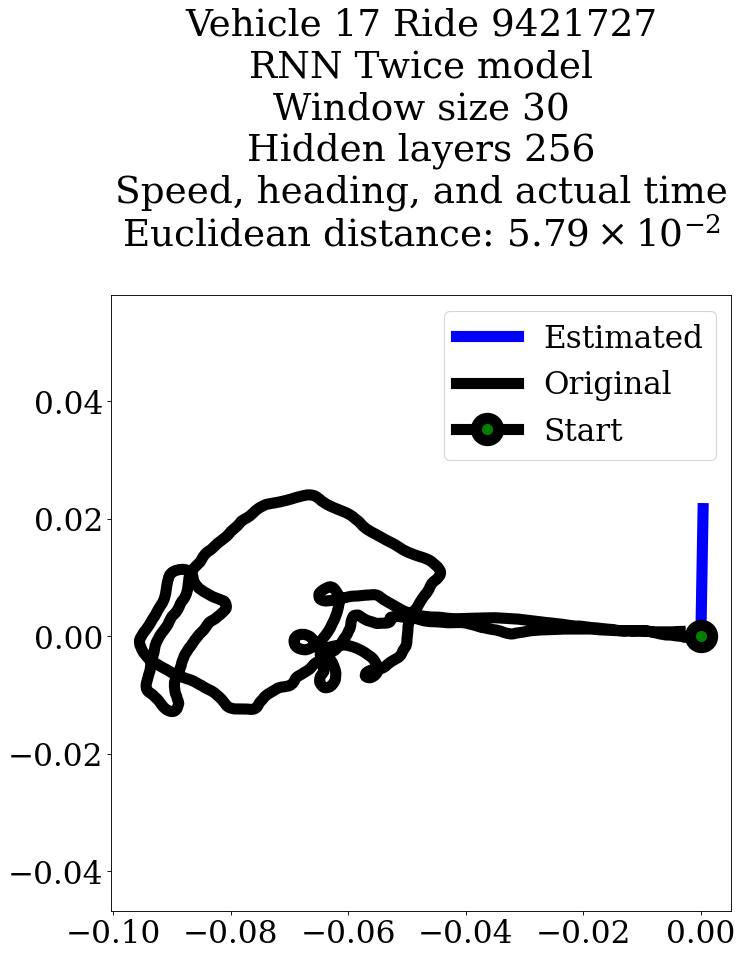 Vehicle 17 Ride 9421727
RNN Twice model
Window size 30
Hidden layers 256
Speed, heading, and actual time
Euclidean distance: 5.79 × 10⁻²
Estimated
Original
Start
0.04
0.02
0.00
−0.02
−0.04
−0.10 −0.08 −0.06 −0.04 −0.02 0.00